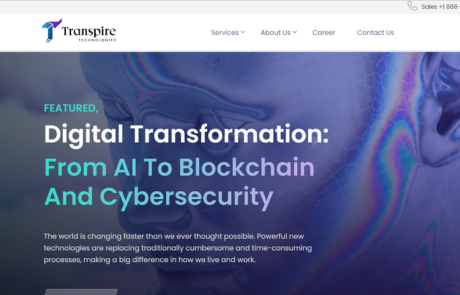 Sales +1 888-
Transpire
TECHNOLOGIES
Services
About Us
Career
Contact Us
FEATURED,
Digital Transformation:
From AI To Blockchain
And Cybersecurity
The world is changing faster than we ever thought possible. Powerful new
technologies are replacing traditionally cumbersome and time-consuming
processes, making a big difference in how we live and work.